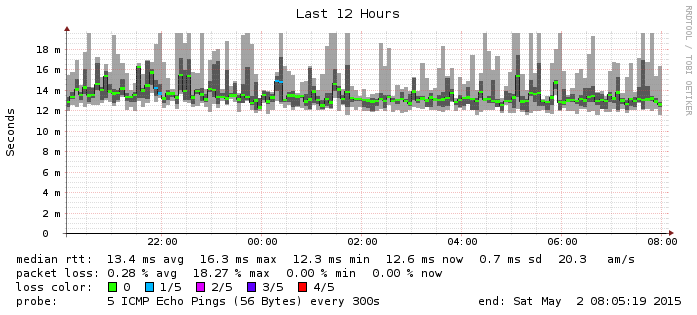 Last 12 Hours
RRDTOOL / TOBI OETIKER
Seconds
18 m
16 m
14 m
12 m
10 m
8 m
6 m
4 m
2 m
0
22:00 00:00 02:00 04:00 06:00 08:00
median rtt: 13.4 ms avg 16.3 ms max 12.3 ms min 12.6 ms now 0.7 ms sd 20.3 am/s
packet loss: 0.28 % avg 18.27 % max 0.00 % min 0.00 % now
loss color: 0 1/5 2/5 3/5 4/5
probe: 5 ICMP Echo Pings (56 Bytes) every 300s end: Sat May 2 08:05:19 2015